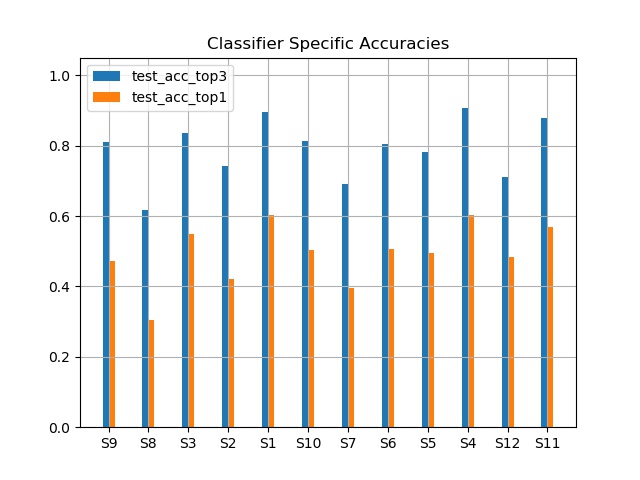 Classifier Specific Accuracies
test_acc_top3
test_acc_top1
1.0
0.8
0.6
0.4
0.2
0.0
S9 S8 S3 S2 S1 S10 S7 S6 S5 S4 S12 S11